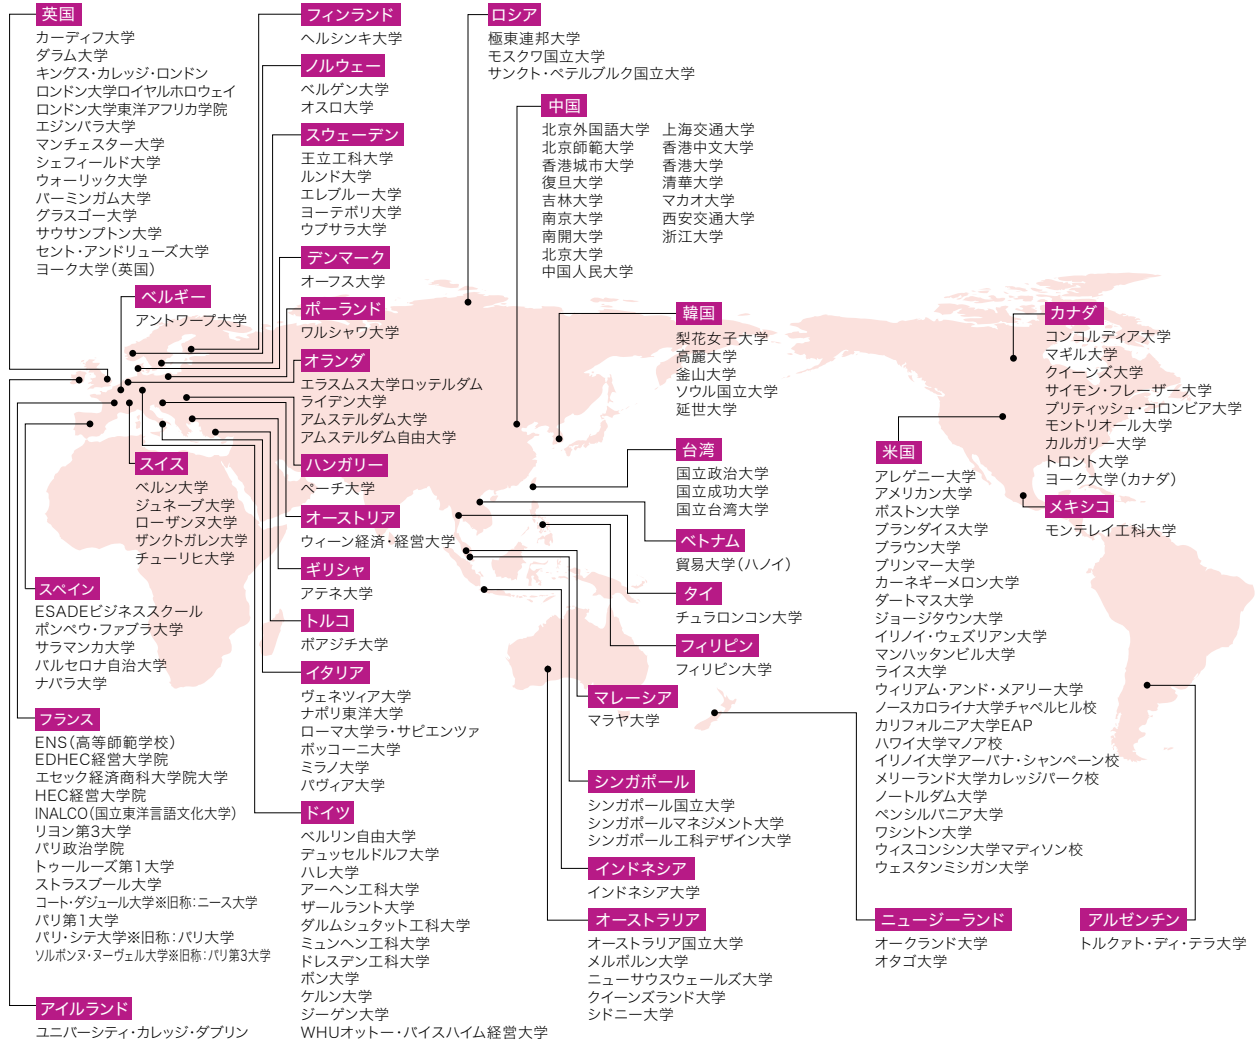 英国
カーディフ大学
ダラム大学
キングス・カレッジ・ロンドン
ロンドン大学ロイヤルホロウェイ
ロンドン大学東洋アフリカ学院
エジンバラ大学
マンチェスター大学
シェフィールド大学
ウォーリック大学
バーミンガム大学
グラスゴー大学
サウサンプトン大学
セント・アンドリューズ大学
ヨーク大学(英国)
ベルギー
アントワープ大学
スイス
ベルン大学
ジュネーブ大学
ローザンヌ大学
ザンクトガレン大学
チューリヒ大学
スペイン
ESADEビジネススクール
ポンペウ・ファブラ大学
サラマンカ大学
バルセロナ自治大学
ナバラ大学
フランス
ENS(高等師範学校)
EDHEC経営大学院
エセック経済商科大学院大学
HEC経営大学院
INALCO(国立東洋言語文化大学)
リヨン第3大学
パリ政治学院
トゥールーズ第1大学
ストラスブール大学
コート・ダジュール大学※旧称:ニース大学
パリ第1大学
パリ・シテ大学※旧称:パリ大学
ソルボンヌ・ヌーヴェル大学※旧称:パリ第3大学
アイルランド
ユニバーシティ・カレッジ・ダブリン
フィンランド
ヘルシンキ大学
ノルウェー
ベルゲン大学
オスロ大学
スウェーデン
王立工科大学
ルンド大学
エレブルー大学
ヨーテボリ大学
ウプサラ大学
デンマーク
オーフス大学
ポーランド
ワルシャワ大学
オランダ
エラスムス大学ロッテルダム
ライデン大学
アムステルダム大学
アムステルダム自由大学
ハンガリー
ペーチ大学
オーストリア
ウィーン経済・経営大学
ギリシャ
アテネ大学
トルコ
ボアジチ大学
イタリア
ヴェネツィア大学
ナポリ東洋大学
ローマ大学ラ・サピエンツァ
ボッコーニ大学
ミラノ大学
パヴィア大学
ドイツ
ベルリン自由大学
デュッセルドルフ大学
ハレ大学
アーヘン工科大学
ザールラント大学
ダルムシュタット工科大学
ミュンヘン工科大学
ドレスデン工科大学
ボン大学
ケルン大学
ジーゲン大学
WHUオットー・バイスハイム経営大学
ロシア
極東連邦大学
モスクワ国立大学
サンクト・ペテルブルク国立大学
中国
北京外国語大学
北京師範大学
香港城市大学
復旦大学
吉林大学
南京大学
南開大学
北京大学
中国人民大学
上海交通大学
香港中文大学
香港大学
清華大学
マカオ大学
西安交通大学
浙江大学
韓国
梨花女子大学
高麗大学
釜山大学
ソウル国立大学
延世大学
台湾
国立政治大学
国立成功大学
国立台湾大学
ベトナム
貿易大学(ハノイ)
タイ
チュラロンコン大学
フィリピン
フィリピン大学
マレーシア
マラヤ大学
シンガポール
シンガポール国立大学
シンガポールマネジメント大学
シンガポール工科デザイン大学
インドネシア
インドネシア大学
オーストラリア
オーストラリア国立大学
メルボルン大学
ニューサウスウェールズ大学
クイーンズランド大学
シドニー大学
カナダ
コンコルディア大学
マギル大学
クイーンズ大学
サイモン・フレーザー大学
ブリティッシュ・コロンビア大学
モントリオール大学
カルガリー大学
トロント大学
ヨーク大学(カナダ)
メキシコ
モンテレイ工科大学
米国
アレゲニー大学
アメリカン大学
ボストン大学
ブランダイス大学
ブラウン大学
ブリンマー大学
カーネギーメロン大学
ダートマス大学
ジョージタウン大学
イリノイ・ウェズリアン大学
マンハッタンビル大学
ライス大学
ウィリアム・アンド・メアリー大学
ノースカロライナ大学チャペルヒル校
カリフォルニア大学EAP
ハワイ大学マノア校
イリノイ大学アーバナ・シャンペーン校
メリーランド大学カレッジパーク校
ノートルダム大学
ペンシルバニア大学
ワシントン大学
ウィスコンシン大学マディソン校
ウェスタンミシガン大学
ニュージーランド
オークランド大学
オタゴ大学
アルゼンチン
トルクァト・ディ・テラ大学